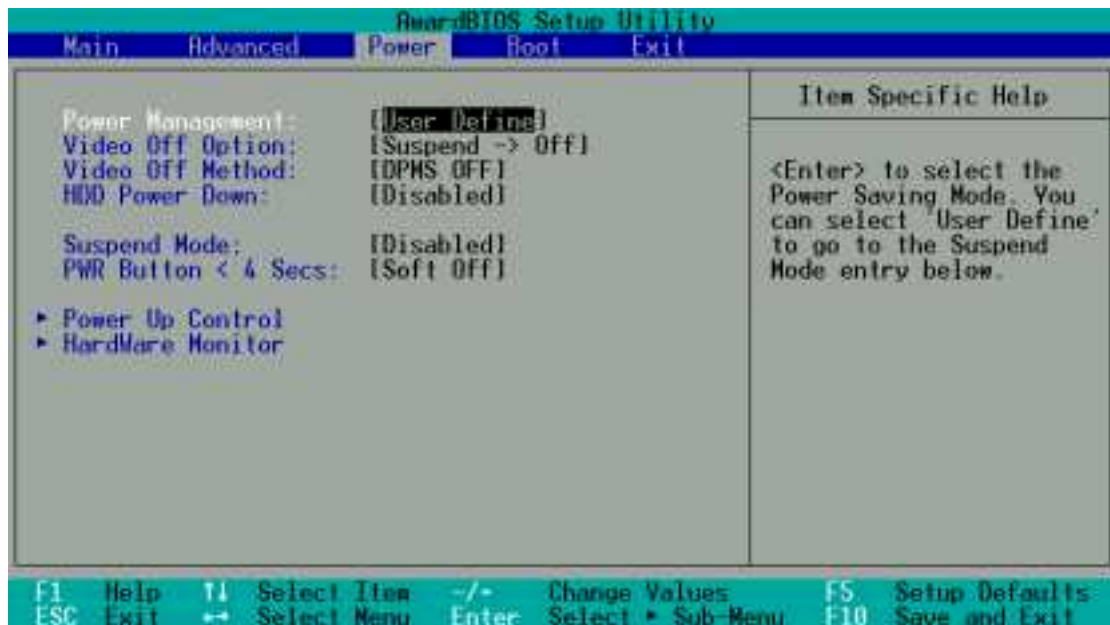 AwardBIOS Setup Utility
Main Advanced Power Boot Exit
Power Management: [User Define]
Video Off Option: [Suspend -> Off]
Video Off Method: [DPMS OFF]
HDD Power Down: [Disabled]
Suspend Mode: [Disabled]
PWR Button < 4 Secs: [Soft Off]
▸ Power Up Control
▸ HardWare Monitor
Item Specific Help
<Enter> to select the
Power Saving Mode. You
can select 'User Define'
to go to the Suspend
Mode entry below.
F1 Help ↑↓ Select Item -/+ Change Values F5 Setup Defaults
ESC Exit ←→ Select Menu Enter Select ▸ Sub-Menu F10 Save and Exit